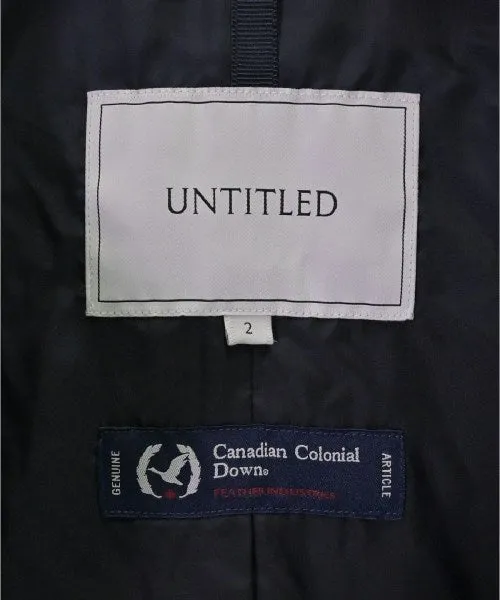 UNTITLED
2
GENUINE
Canadian Colonial
Down®
FEATHER INDUSTRIES
ARTICLE